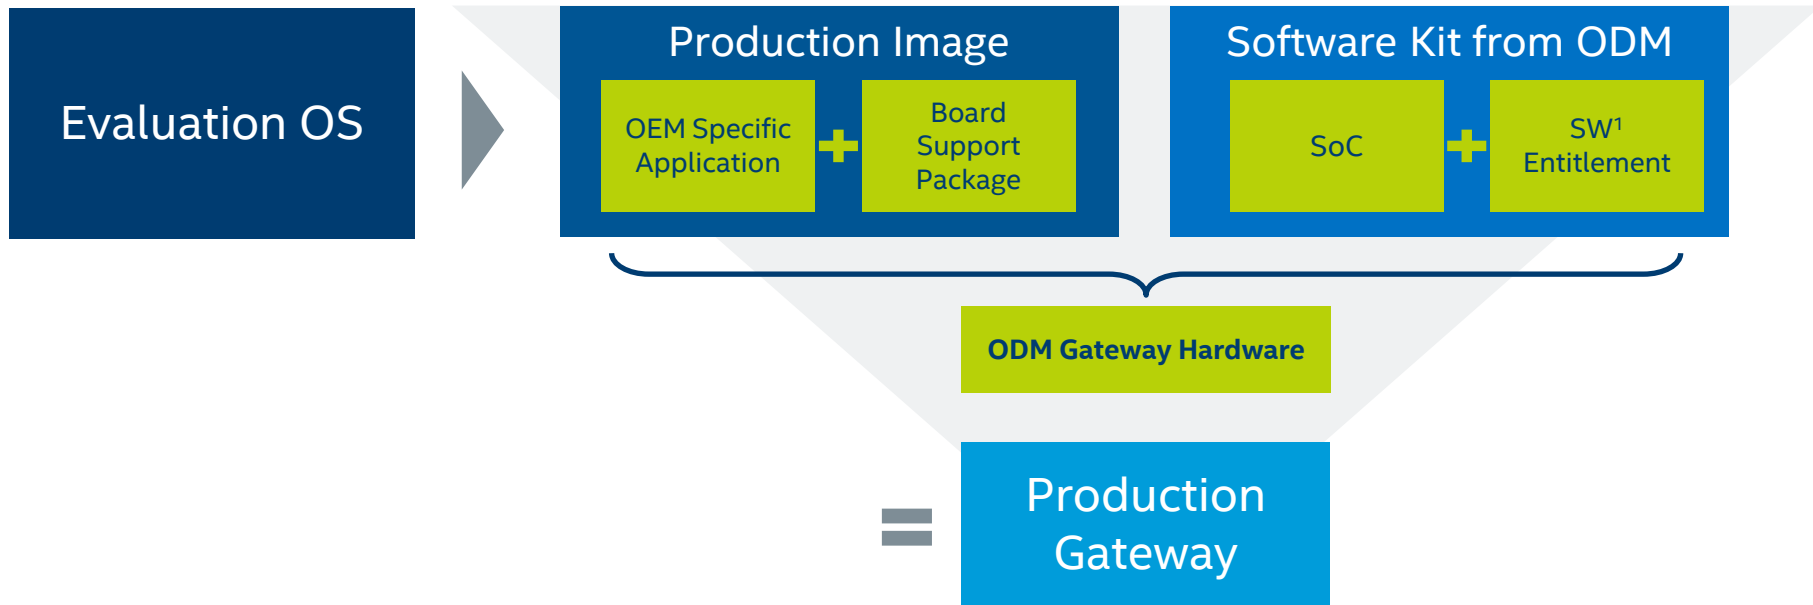 Evaluation OS
Production Image
OEM Specific
Application
Board
Support
Package
Software Kit from ODM
SoC
SW¹
Entitlement
ODM Gateway Hardware
Production
Gateway